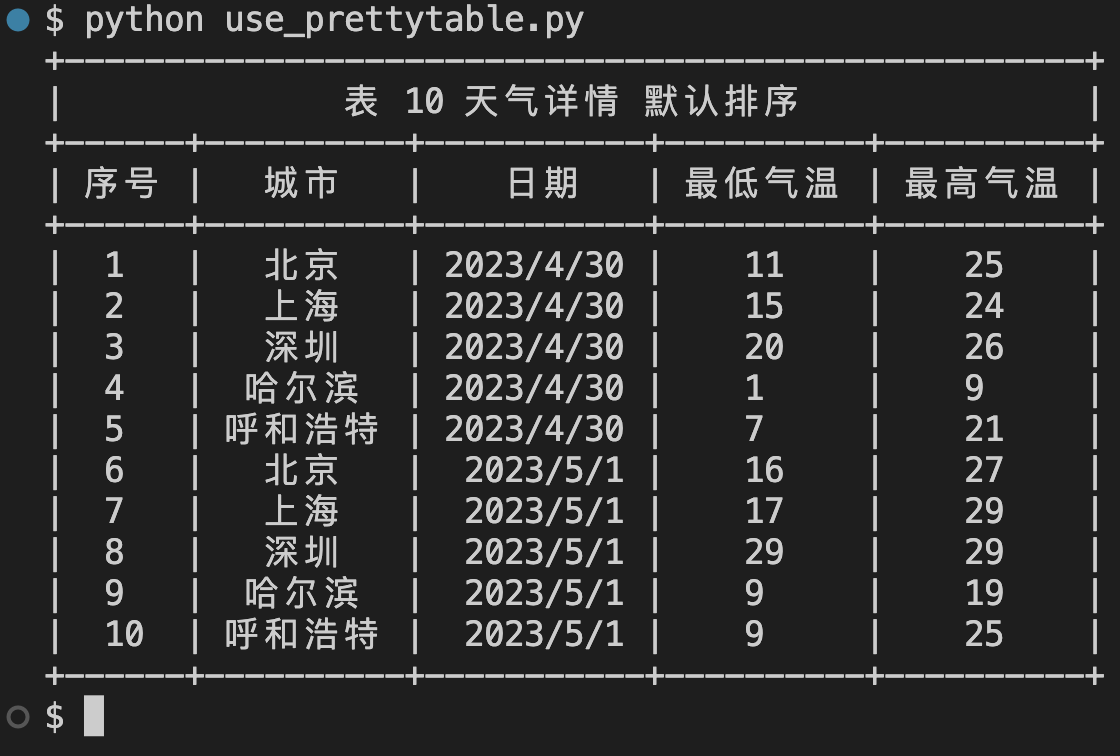 $ python use_prettytable.py
+---------------------------------------------------+
|              表 10 天气详情 默认排序              |
+------+----------+-----------+----------+----------+
| 序号 |   城市   |    日期   | 最低气温 | 最高气温 |
+------+----------+-----------+----------+----------+
|  1   |   北京   | 2023/4/30 |    11    |    25    |
|  2   |   上海   | 2023/4/30 |    15    |    24    |
|  3   |   深圳   | 2023/4/30 |    20    |    26    |
|  4   |  哈尔滨  | 2023/4/30 |    1     |    9     |
|  5   | 呼和浩特 | 2023/4/30 |    7     |    21    |
|  6   |   北京   |  2023/5/1 |    16    |    27    |
|  7   |   上海   |  2023/5/1 |    17    |    29    |
|  8   |   深圳   |  2023/5/1 |    29    |    29    |
|  9   |  哈尔滨  |  2023/5/1 |    9     |    19    |
|  10  | 呼和浩特 |  2023/5/1 |    9     |    25    |
+------+----------+-----------+----------+----------+
$